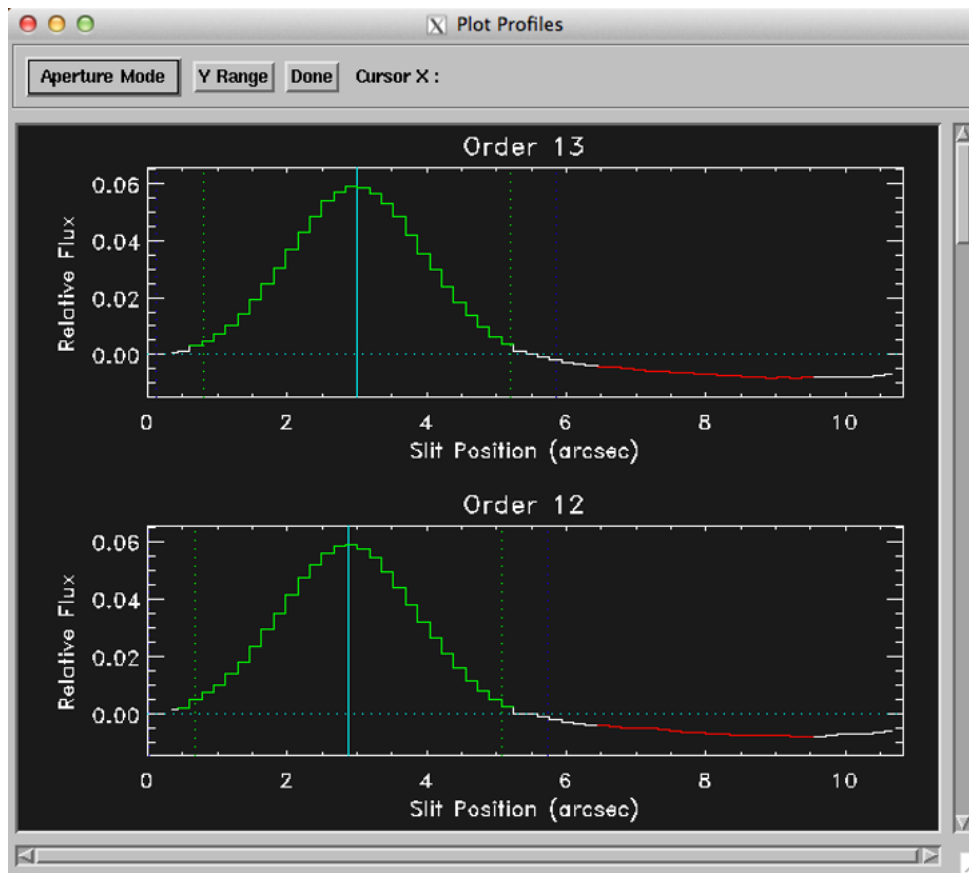 Plot Profiles
Aperture Mode Y Range Done Cursor X :
Order 13
0.06
0.04
0.02
0.00
Relative Flux
0 2 4 6 8 10
Slit Position (arcsec)
Order 12
0.06
0.04
0.02
0.00
Relative Flux
0 2 4 6 8 10
Slit Position (arcsec)